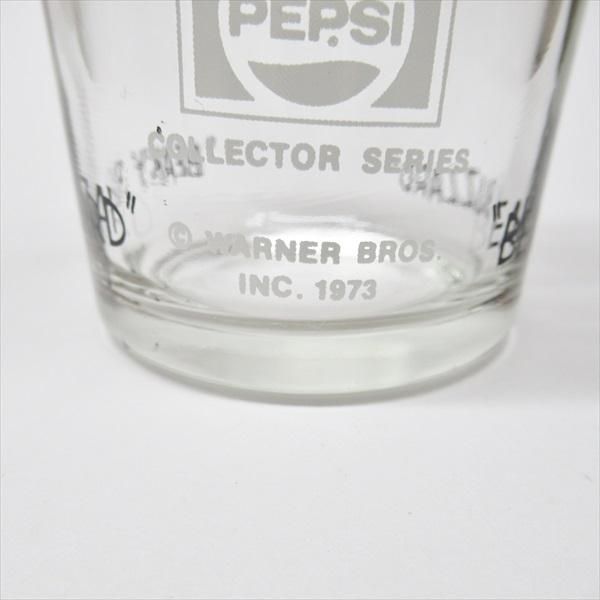 PEPSI
COLLECTOR SERIES
© WARNER BROS.
INC. 1973